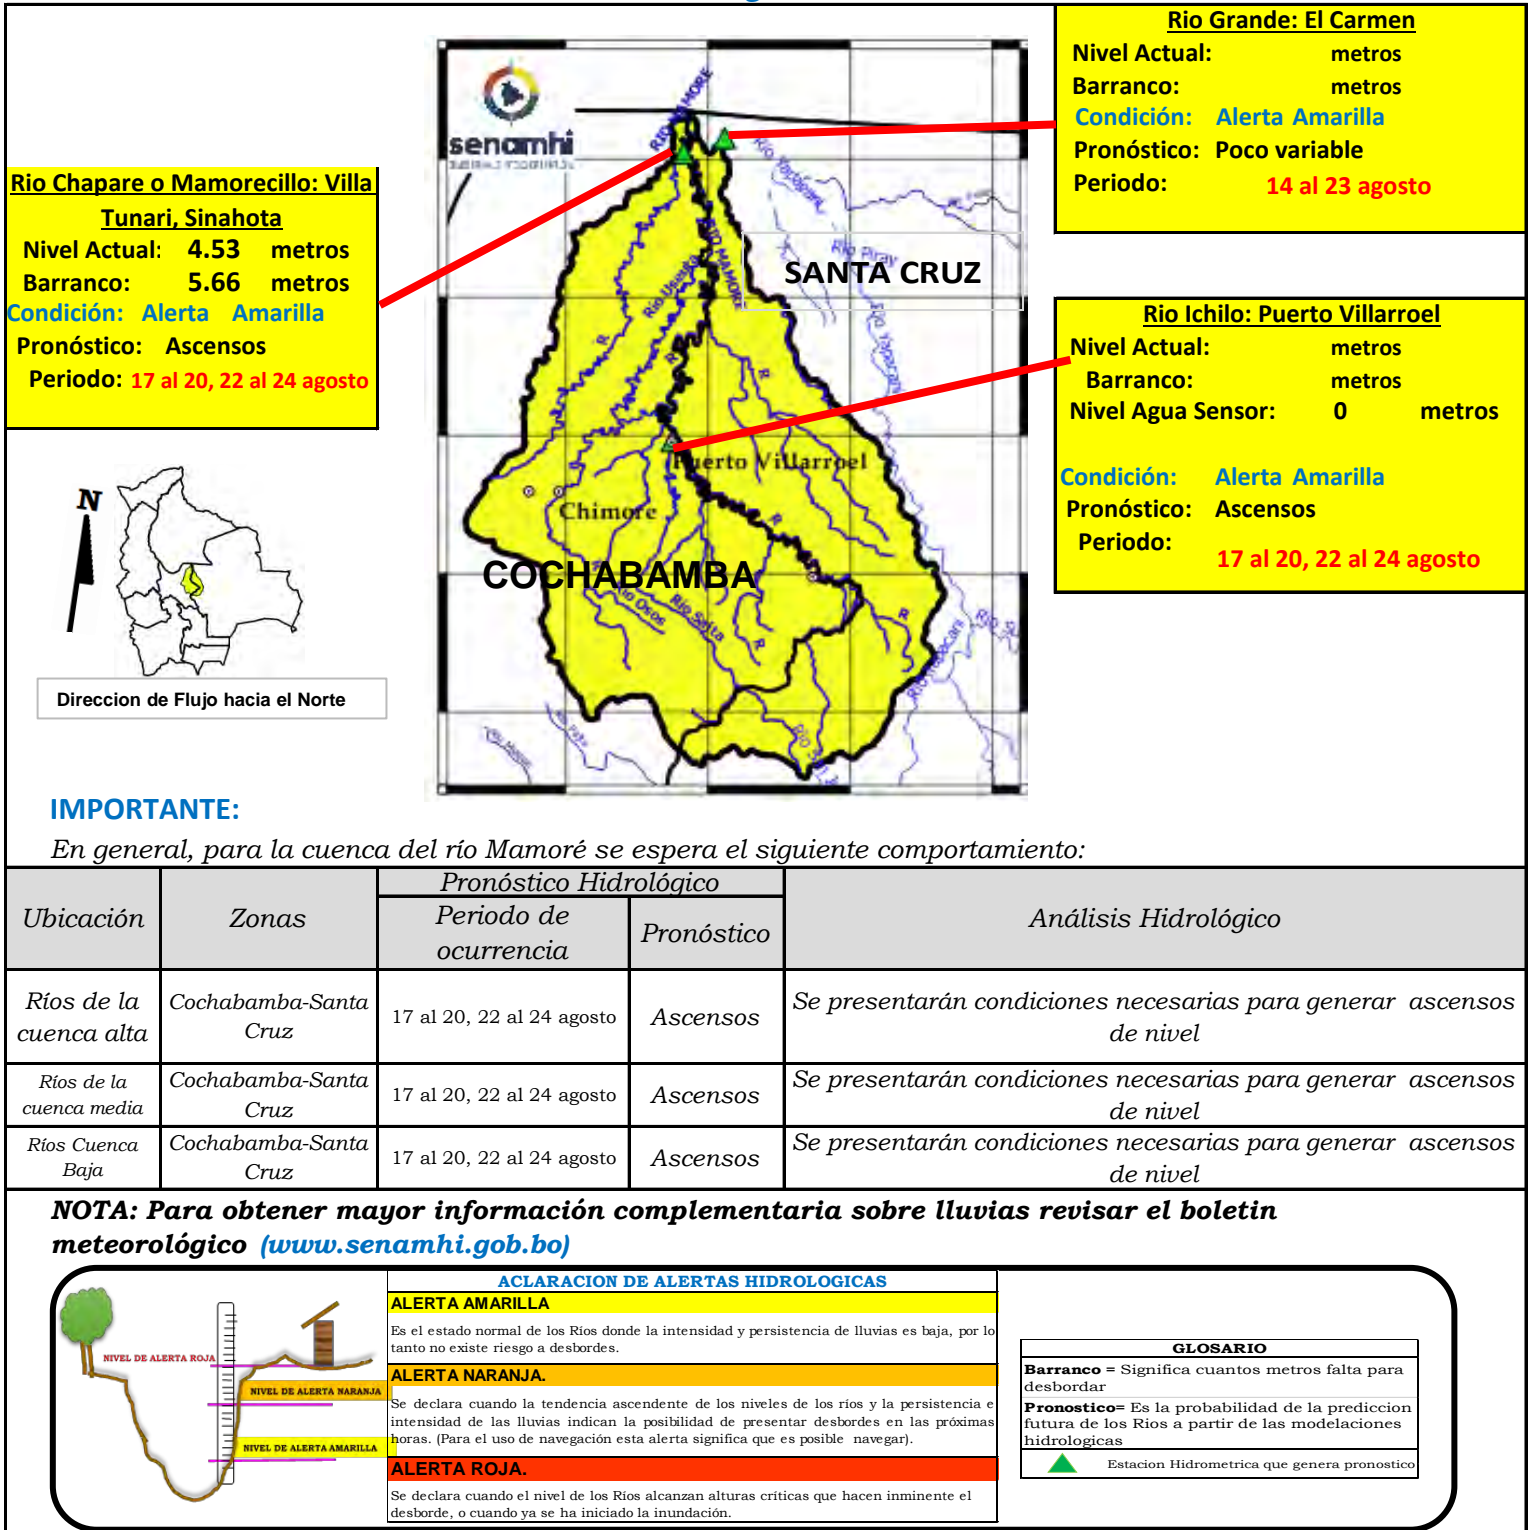 Rio Grande: El Carmen
Nivel Actual: metros
Barranco: metros
Condición: Alerta Amarilla
Pronóstico: Poco variable
Periodo: 14 al 23 agosto
Rio Chapare o Mamorecillo: Villa
Tunari, Sinahota
Nivel Actual: 4.53 metros
Barranco: 5.66 metros
Condición: Alerta Amarilla
Pronóstico: Ascensos
Periodo: 17 al 20, 22 al 24 agosto
Rio Ichilo: Puerto Villarroel
Nivel Actual: metros
Barranco: metros
Nivel Agua Sensor: 0 metros
Condición: Alerta Amarilla
Pronóstico: Ascensos
Periodo:
17 al 20, 22 al 24 agosto
senamhi
RIO MAMORE
Río Yapacaní
Río Piray
SANTA CRUZ
RIO MAMORE
Río Yapacaní
R
R
R
R
Puerto Villarroel
Chimore
COCHABAMBA
Río Osos
Río Salta
R
R
R
Río Yapacaní
N
Direccion de Flujo hacia el Norte
IMPORTANTE:
En general, para la cuenca del río Mamoré se espera el siguiente comportamiento:
Ubicación
Zonas
Pronóstico Hidrológico
Periodo de
ocurrencia
Pronóstico
Análisis Hidrológico
Ríos de la
cuenca alta
Cochabamba-Santa
Cruz
17 al 20, 22 al 24 agosto
Ascensos
Se presentarán condiciones necesarias para generar ascensos
de nivel
Ríos de la
cuenca media
Cochabamba-Santa
Cruz
17 al 20, 22 al 24 agosto
Ascensos
Se presentarán condiciones necesarias para generar ascensos
de nivel
Ríos Cuenca
Baja
Cochabamba-Santa
Cruz
17 al 20, 22 al 24 agosto
Ascensos
Se presentarán condiciones necesarias para generar ascensos
de nivel
NOTA: Para obtener mayor información complementaria sobre lluvias revisar el boletin
meteorológico (www.senamhi.gob.bo)
NIVEL DE ALERTA ROJA
NIVEL DE ALERTA NARANJA
NIVEL DE ALERTA AMARILLA
ACLARACION DE ALERTAS HIDROLOGICAS
ALERTA AMARILLA
Es el estado normal de los Ríos donde la intensidad y persistencia de lluvias es baja, por lo
tanto no existe riesgo a desbordes.
ALERTA NARANJA.
Se declara cuando la tendencia ascendente de los niveles de los ríos y la persistencia e
intensidad de las lluvias indican la posibilidad de presentar desbordes en las próximas
horas. (Para el uso de navegación esta alerta significa que es posible navegar).
ALERTA ROJA.
Se declara cuando el nivel de los Ríos alcanzan alturas críticas que hacen inminente el
desborde, o cuando ya se ha iniciado la inundación.
GLOSARIO
Barranco = Significa cuantos metros falta para
desbordar
Pronostico= Es la probabilidad de la prediccion
futura de los Rios a partir de las modelaciones
hidrologicas
Estacion Hidrometrica que genera pronostico